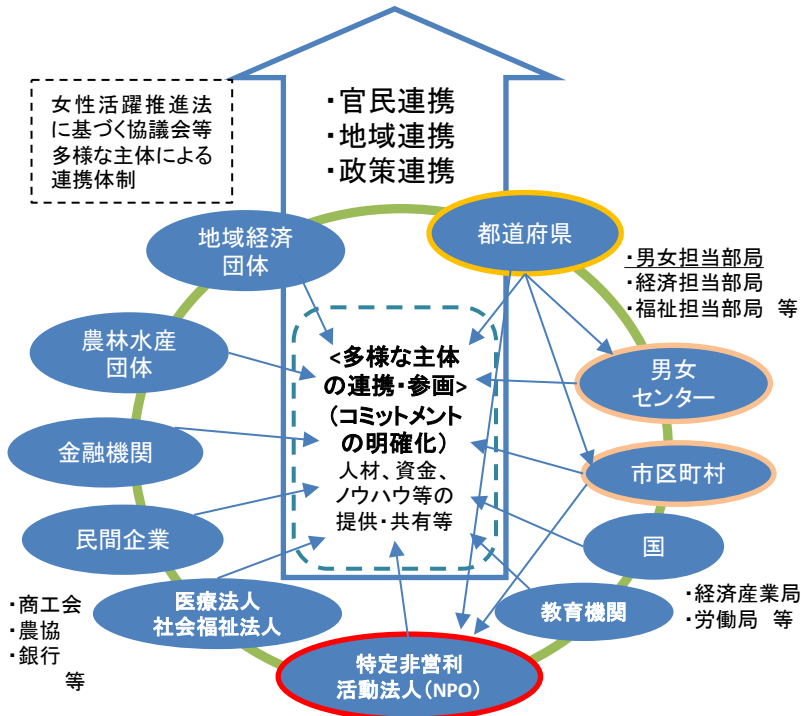 女性活躍推進法
に基づく協議会等
多様な主体による
連携体制
・官民連携
・地域連携
・政策連携
地域経済
団体
都道府県
・男女担当部局
・経済担当部局
・福祉担当部局 等
農林水産
団体
<多様な主体
の連携・参画>
(コミットメント
の明確化)
人材、資金、
ノウハウ等の
提供・共有等
男女
センター
金融機関
市区町村
民間企業
国
・経済産業局
・労働局 等
医療法人
社会福祉法人
教育機関
・商工会
・農協
・銀行
等
特定非営利
活動法人(NPO)